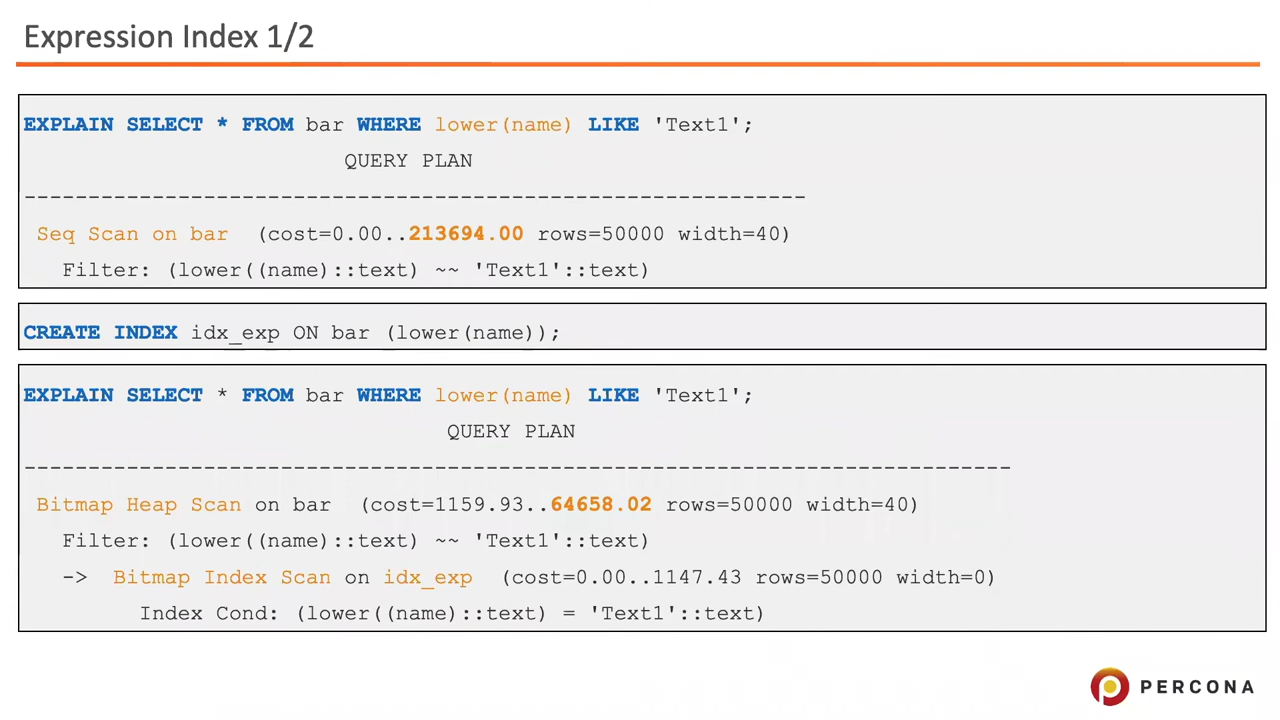 Expression Index 1/2
EXPLAIN SELECT * FROM bar WHERE lower(name) LIKE 'Text1';
QUERY PLAN
-------------------------------------------------------------
Seq Scan on bar  (cost=0.00..213694.00 rows=50000 width=40)
Filter: (lower((name)::text) ~~ 'Text1'::text)
CREATE INDEX idx_exp ON bar (lower(name));
EXPLAIN SELECT * FROM bar WHERE lower(name) LIKE 'Text1';
QUERY PLAN
-----------------------------------------------------------------------------
Bitmap Heap Scan on bar  (cost=1159.93..64658.02 rows=50000 width=40)
Filter: (lower((name)::text) ~~ 'Text1'::text)
->  Bitmap Index Scan on idx_exp  (cost=0.00..1147.43 rows=50000 width=0)
Index Cond: (lower((name)::text) = 'Text1'::text)
PERCONA